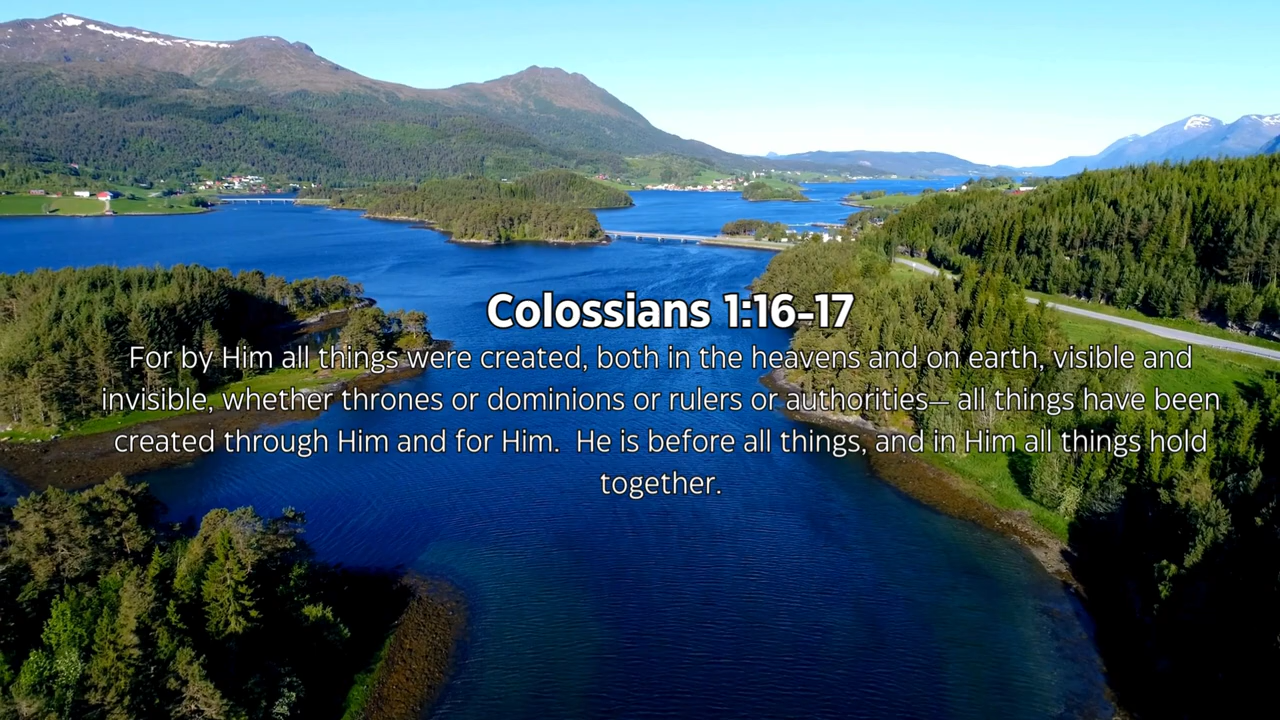 Colossians 1:16-17
For by Him all things were created, both in the heavens and on earth, visible and
invisible, whether thrones or dominions or rulers or authorities— all things have been
created through Him and for Him.  He is before all things, and in Him all things hold
together.